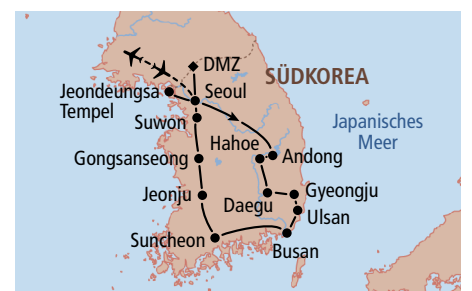 DMZ
Jeondeungsa
Tempel
Seoul
SÜDKOREA
Suwon
Japanisches
Meer
Hahoe
Andong
Gongsanseong
Jeonju
Gyeongju
Daegu
Ulsan
Suncheon
Busan